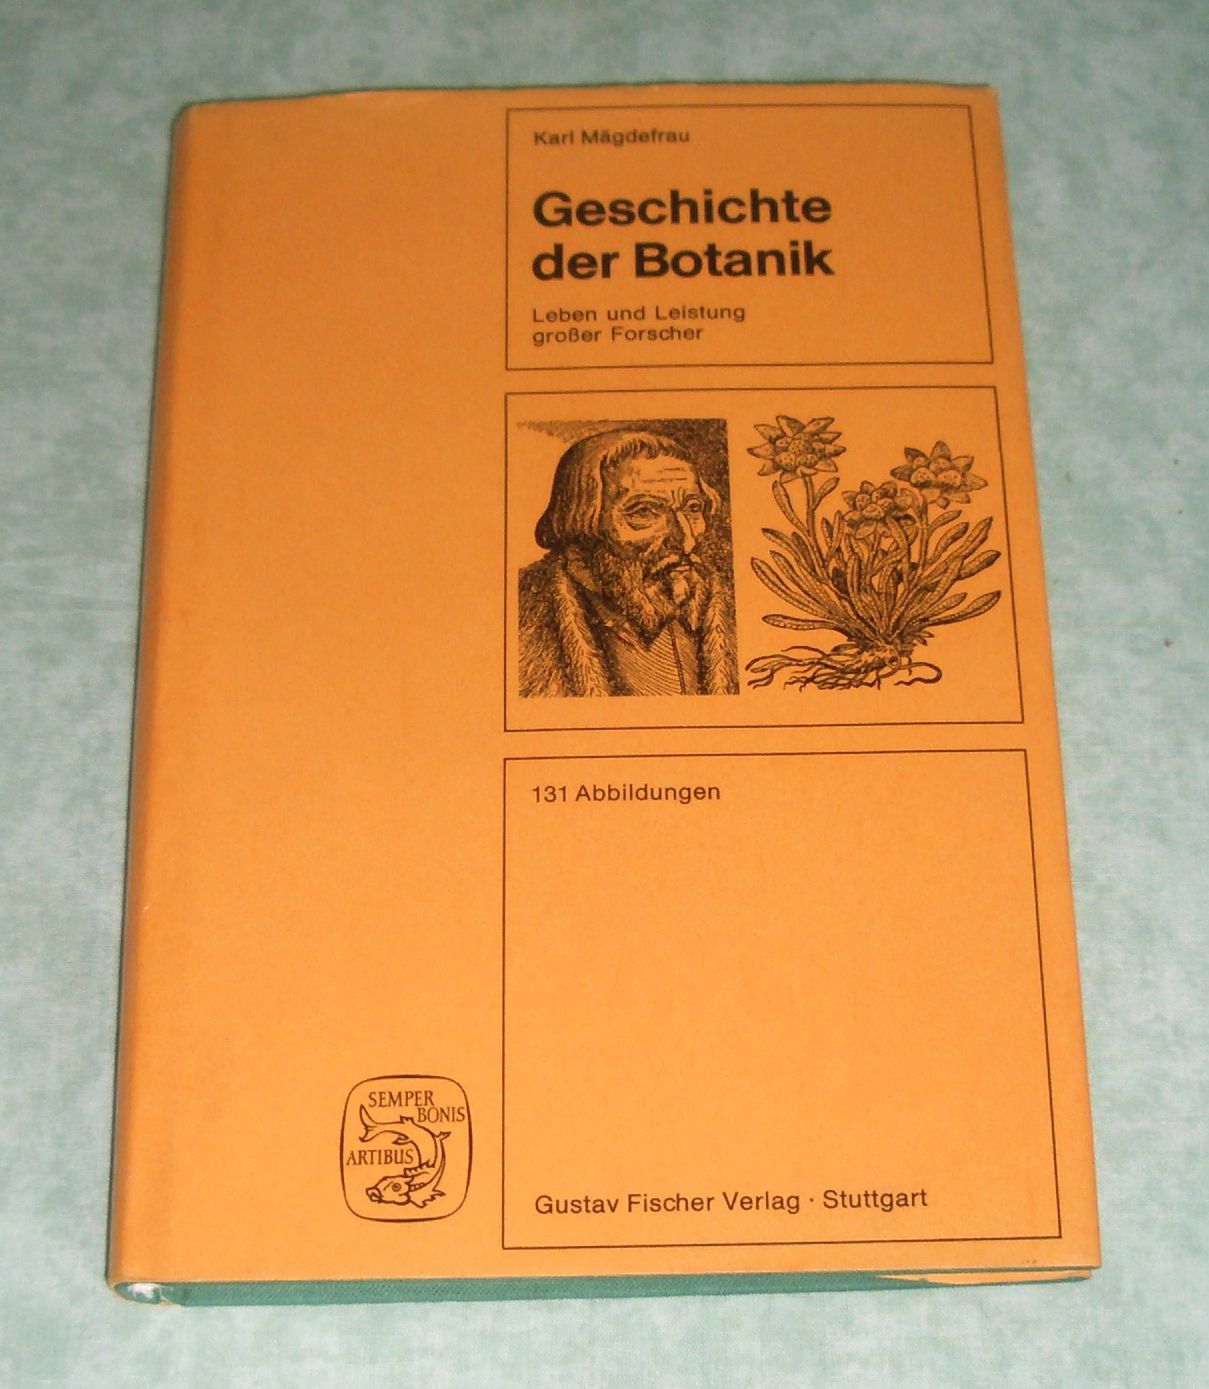 Karl Mägdefrau
Geschichte
der Botanik
Leben und Leistung
großer Forscher
131 Abbildungen
SEMPER
BONIS
ARTIBUS
Gustav Fischer Verlag · Stuttgart